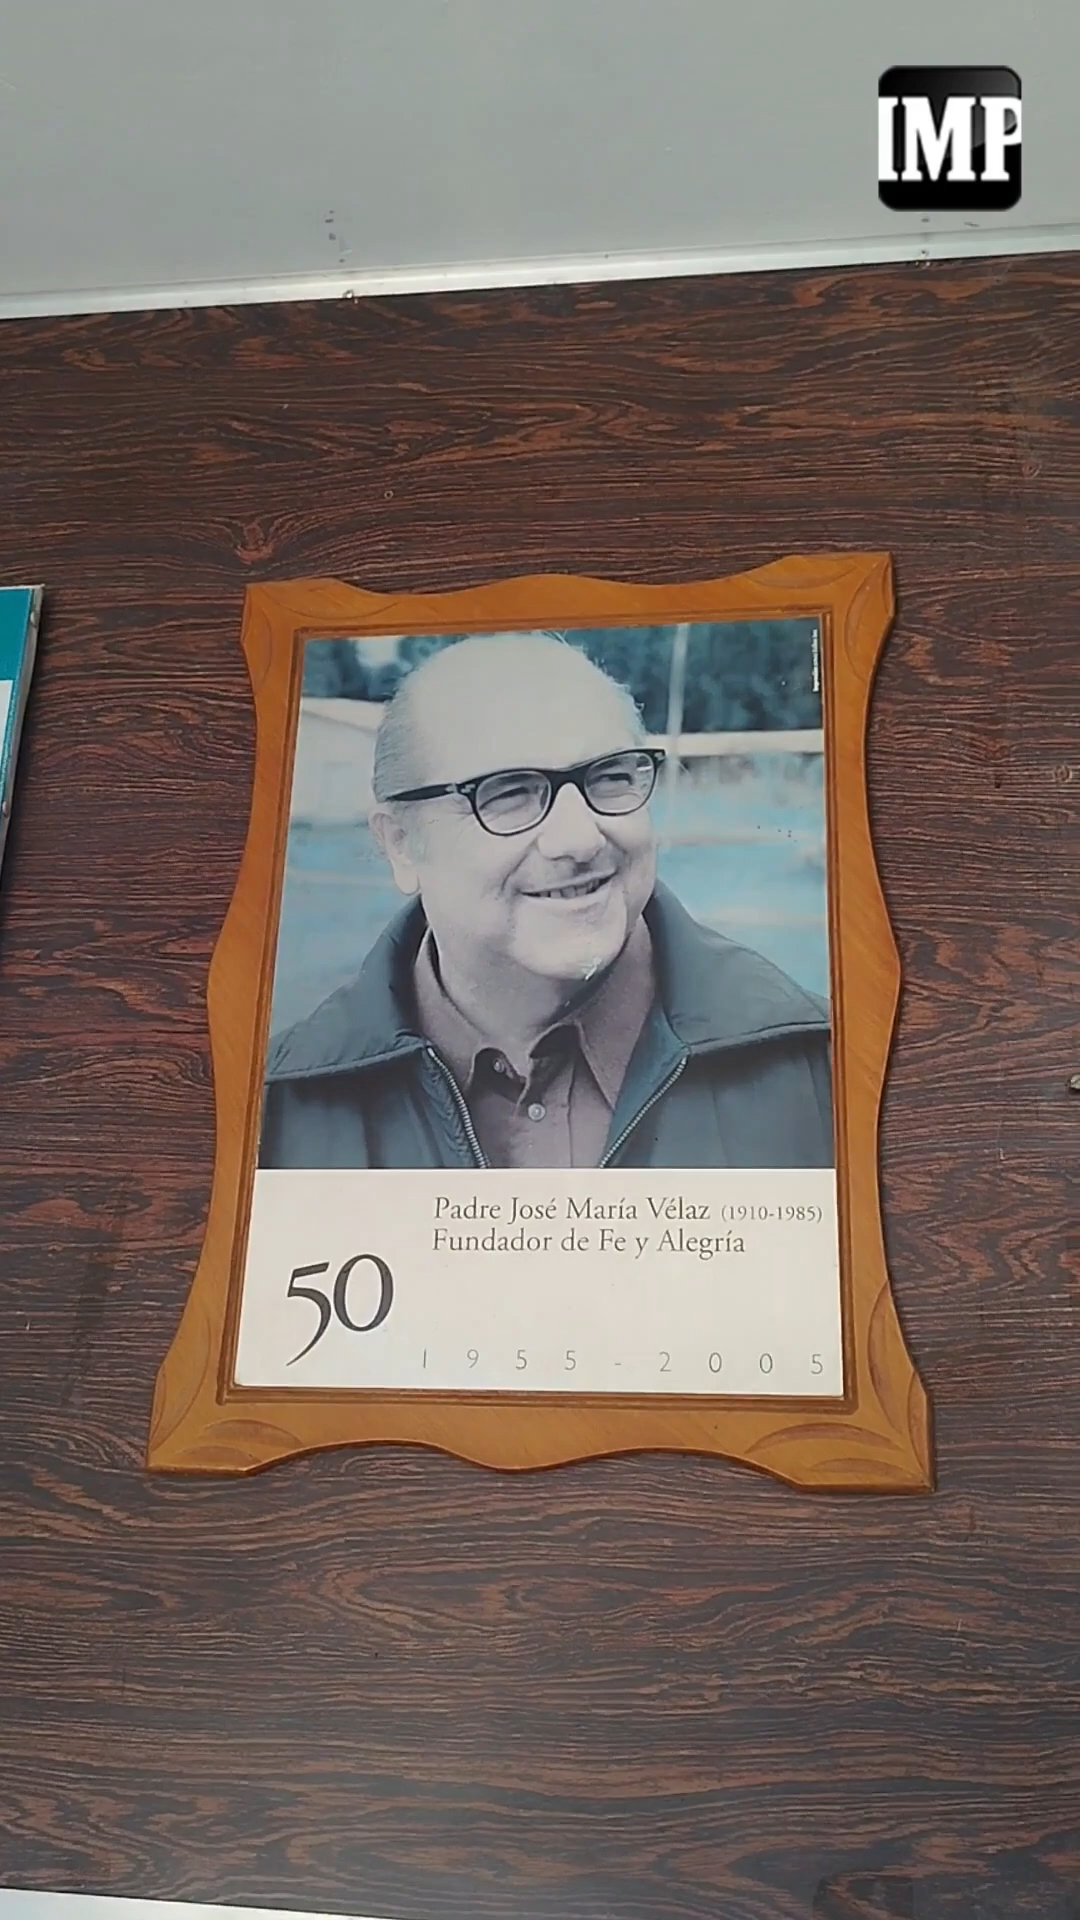 IMP
Padre José María Vélaz (1910-1985)
Fundador de Fe y Alegría
50
1955-2005